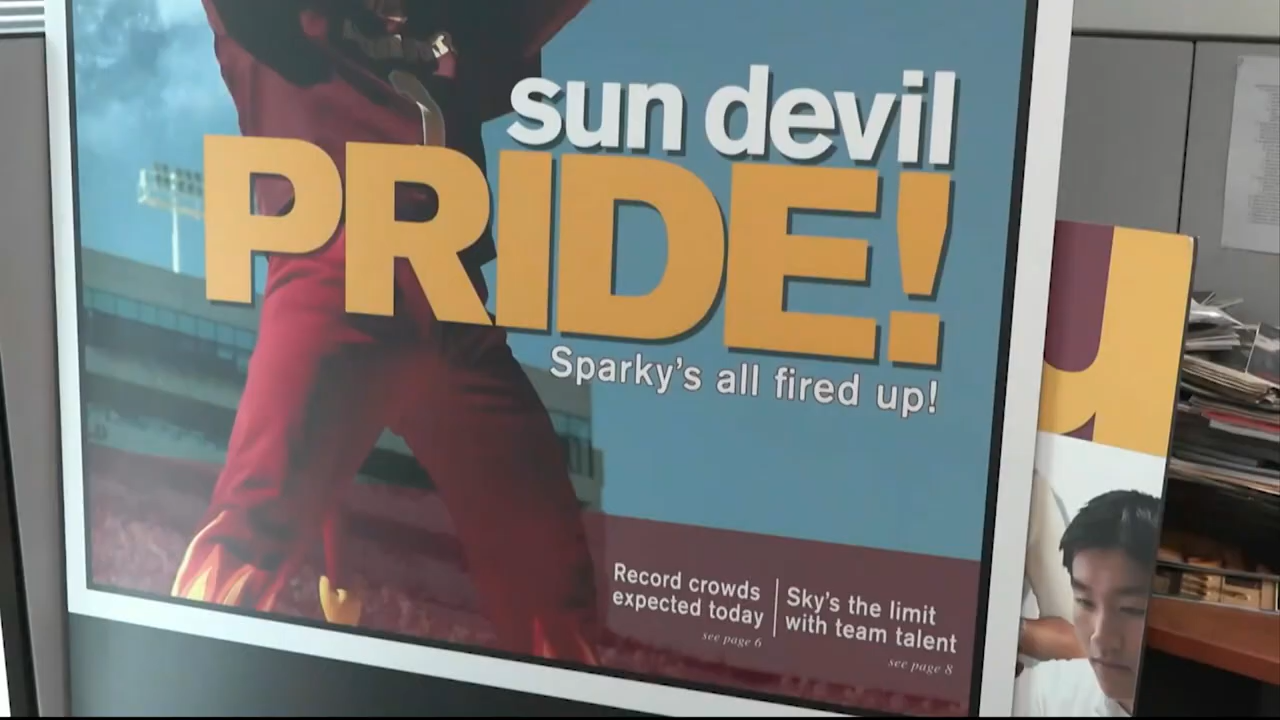 sun devil
PRIDE!
Sparky's all fired up!
Record crowds
expected today
see page 6
Sky's the limit
with team talent
see page 8